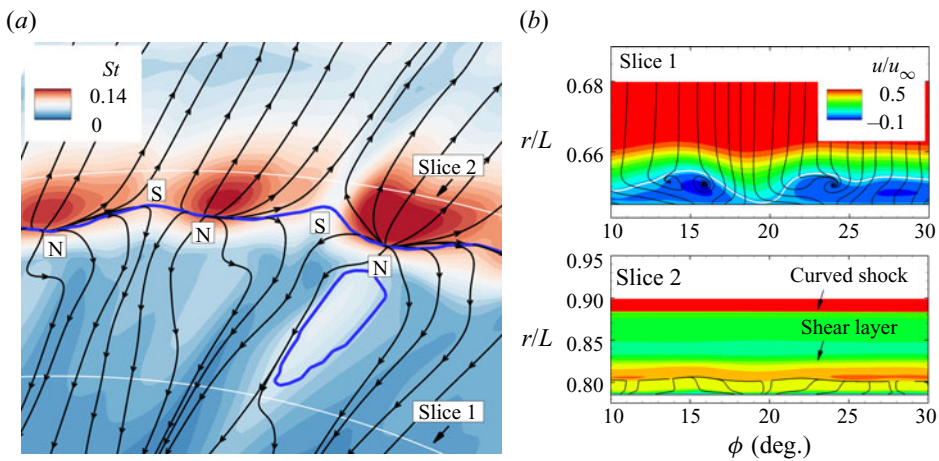 (a)
St
0.14
0
Slice 2
S
S
N
N
N
Slice 1
(b)
Slice 1
u/u∞
0.5
–0.1
r/L
0.68
0.66
10 15 20 25 30
Slice 2
Curved shock
Shear layer
r/L
0.95
0.90
0.85
0.80
10 15 20 25 30
ϕ (deg.)